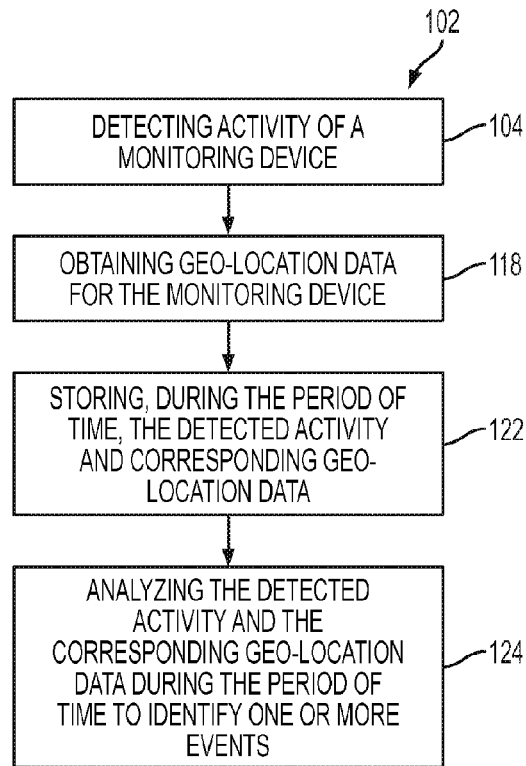 102
DETECTING ACTIVITY OF A
MONITORING DEVICE
104
OBTAINING GEO-LOCATION DATA
FOR THE MONITORING DEVICE
118
STORING, DURING THE PERIOD OF
TIME, THE DETECTED ACTIVITY
AND CORRESPONDING GEO-
LOCATION DATA
122
ANALYZING THE DETECTED
ACTIVITY AND THE
CORRESPONDING GEO-LOCATION
DATA DURING THE PERIOD OF
TIME TO IDENTIFY ONE OR MORE
EVENTS
124